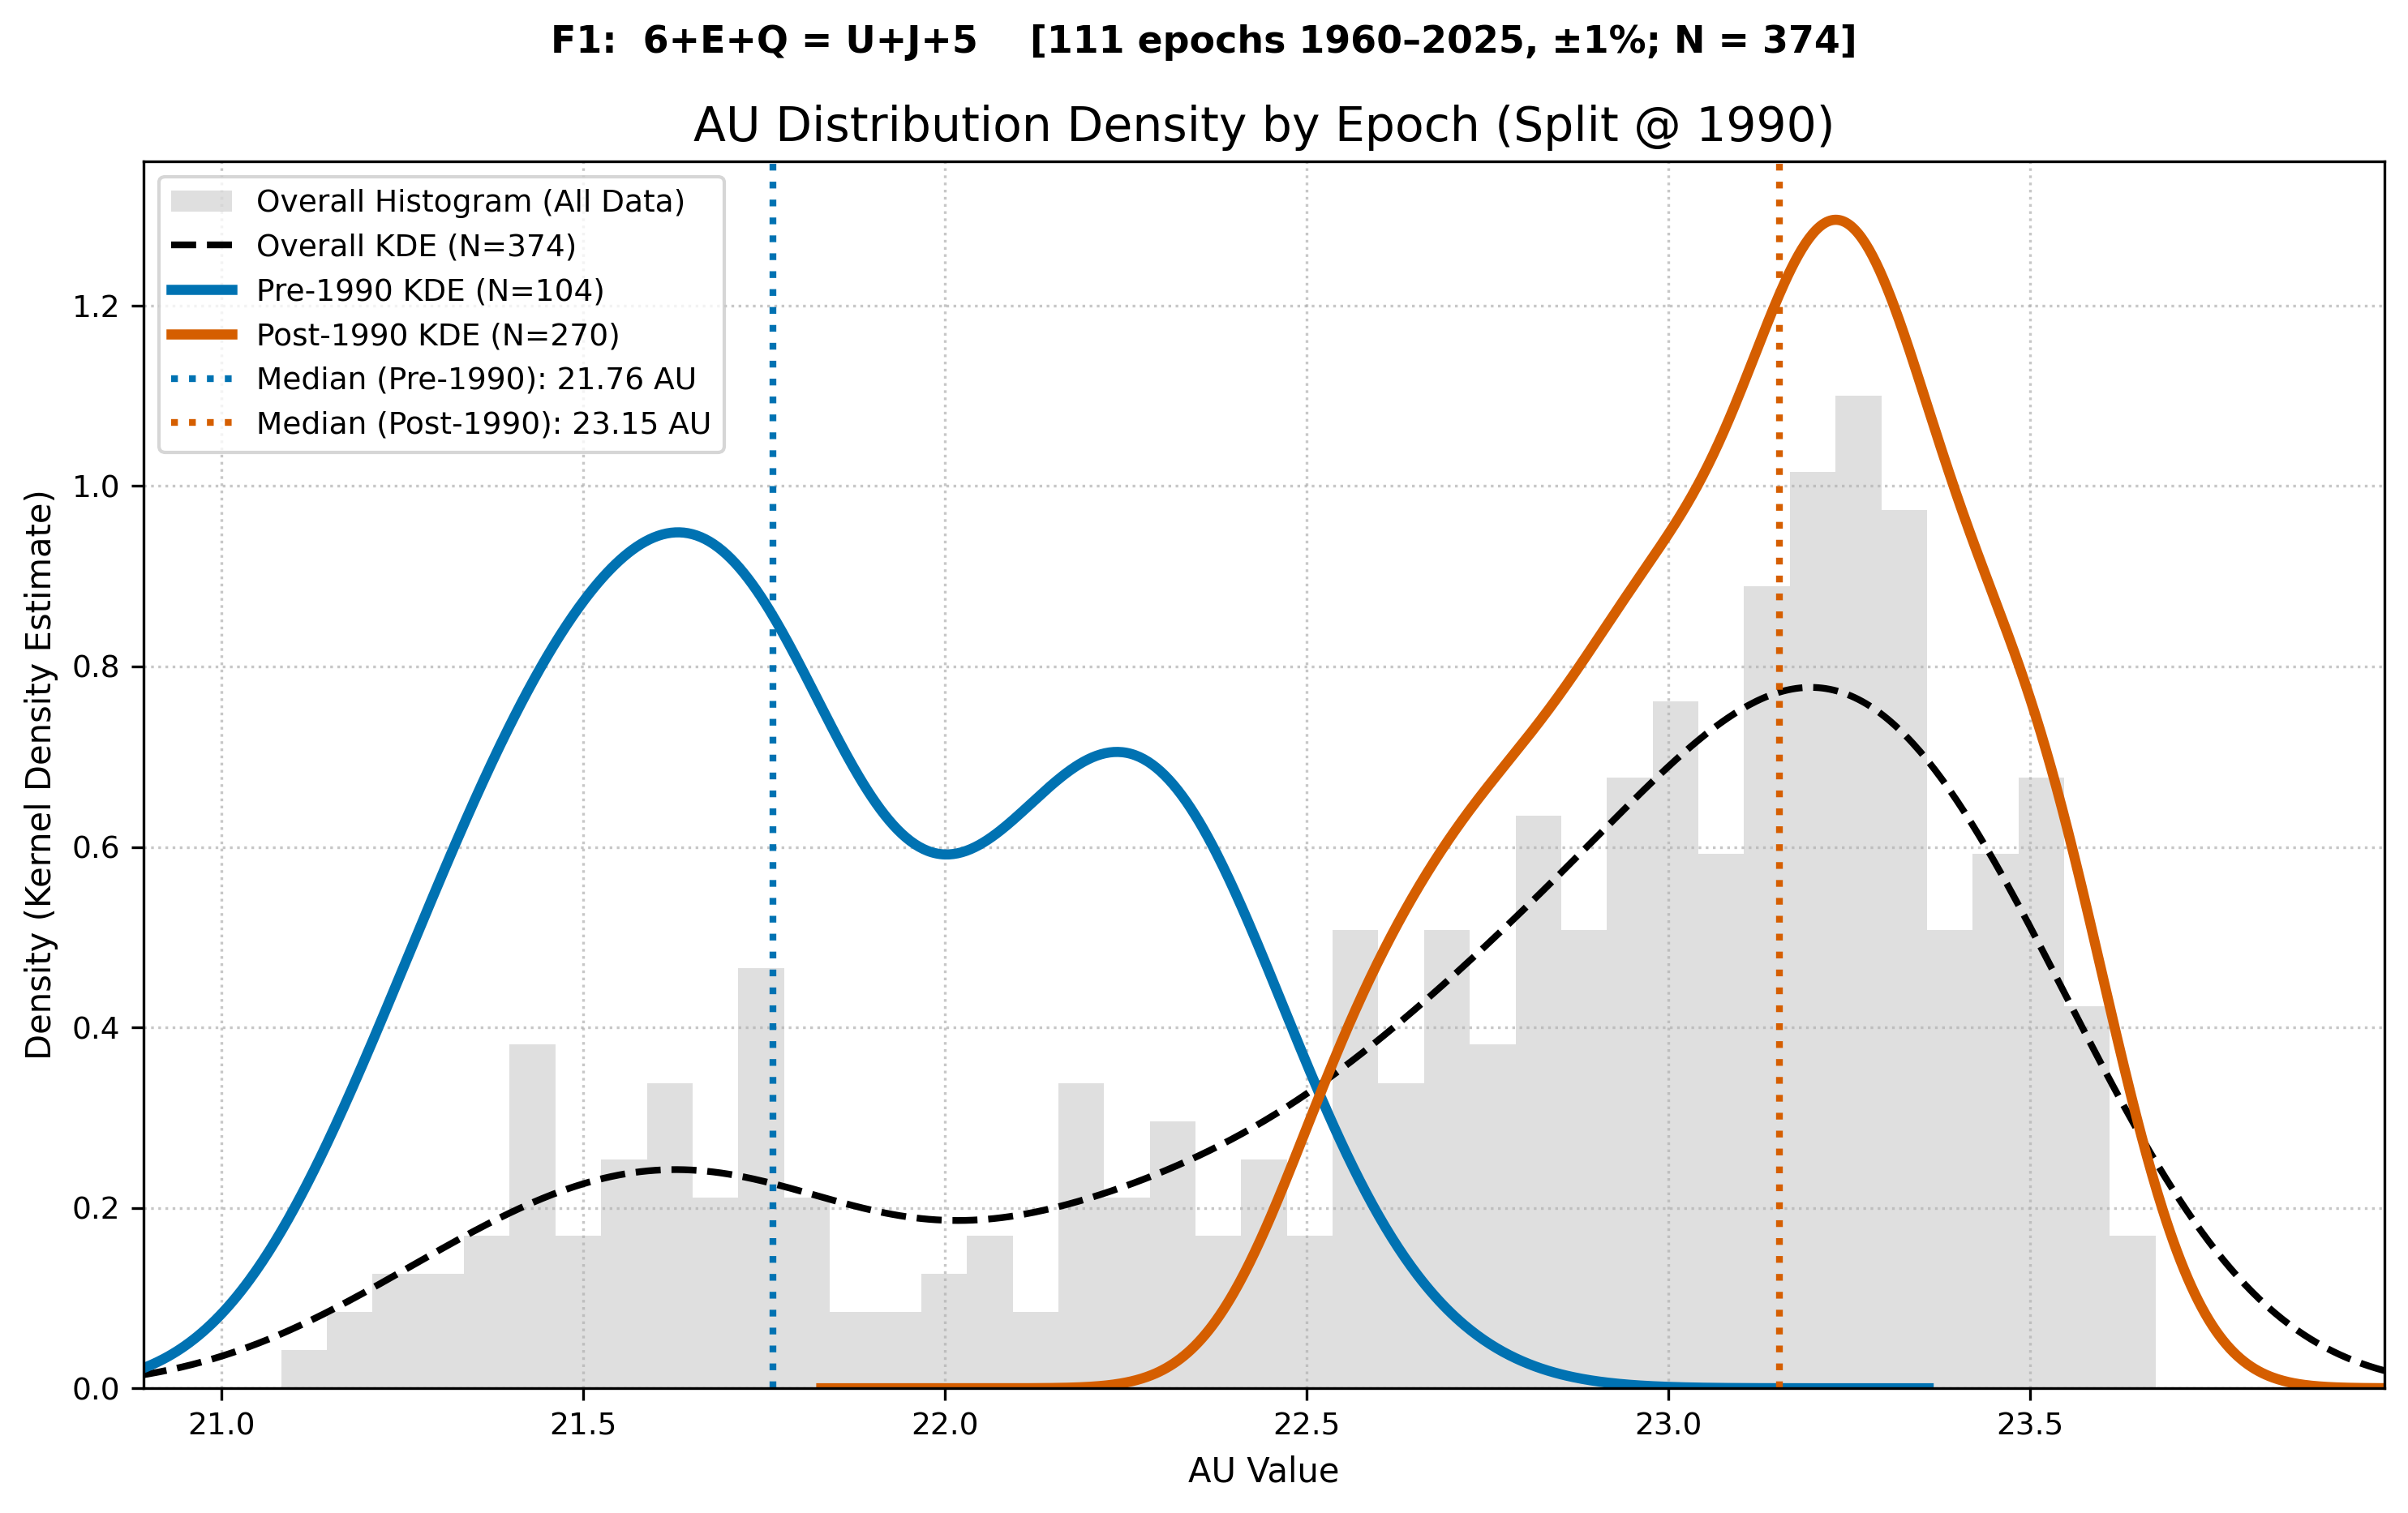 F1:  6+E+Q = U+J+5    [111 epochs 1960–2025, ±1%; N = 374]
AU Distribution Density by Epoch (Split @ 1990)
Overall Histogram (All Data)
Overall KDE (N=374)
Pre-1990 KDE (N=104)
Post-1990 KDE (N=270)
Median (Pre-1990): 21.76 AU
Median (Post-1990): 23.15 AU
Density (Kernel Density Estimate)
1.2
1.0
0.8
0.6
0.4
0.2
0.0
21.0 21.5 22.0 22.5 23.0 23.5
AU Value